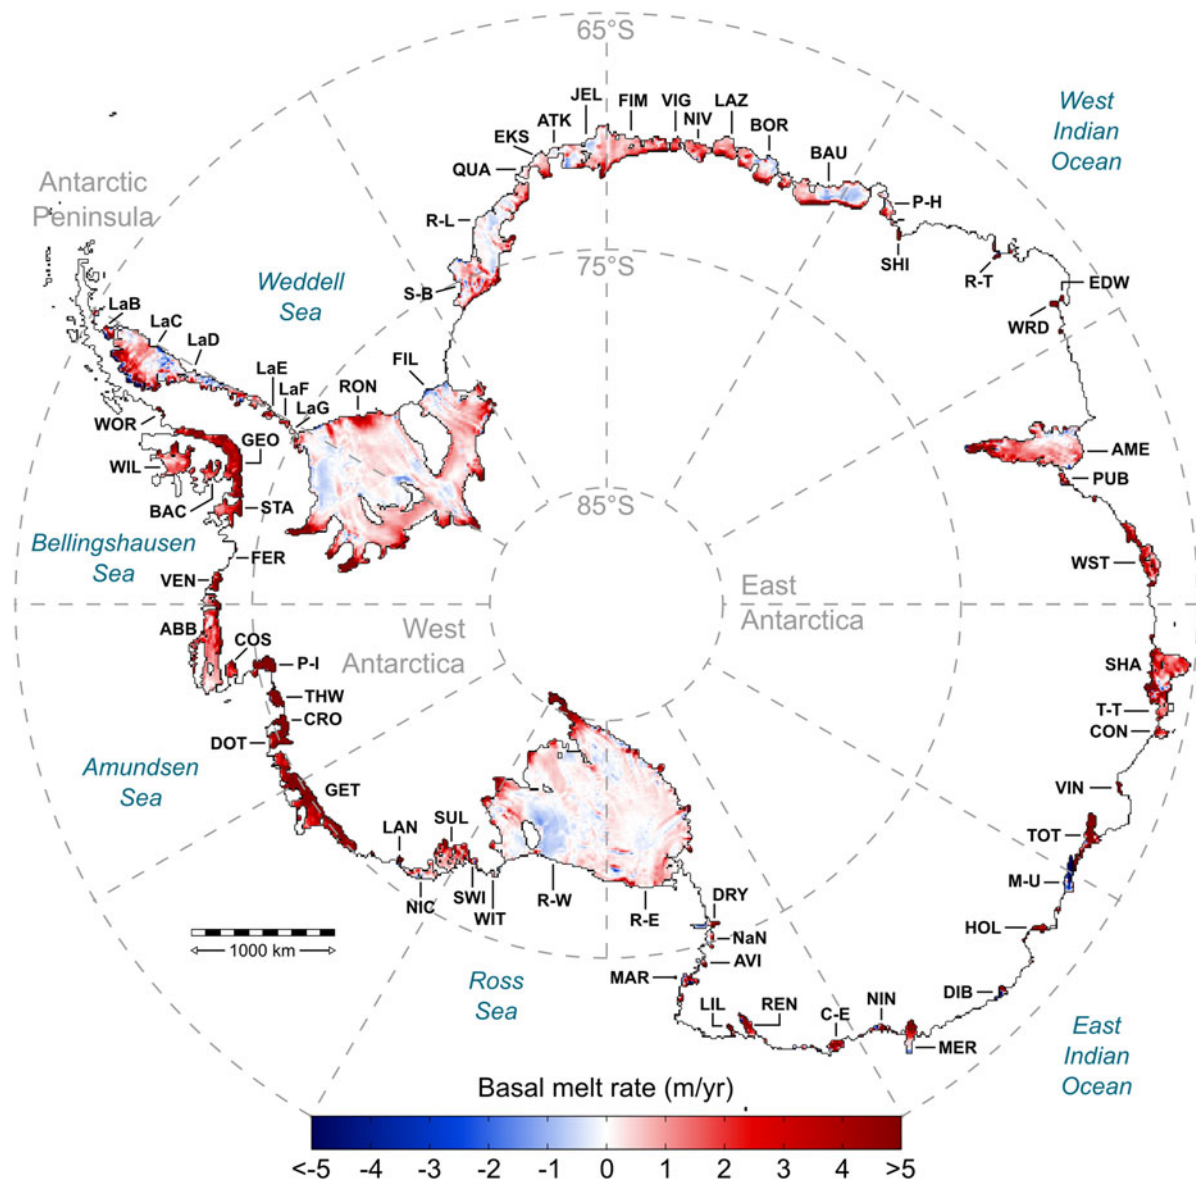 65°S
JEL
FIM
VIG
LAZ
ATK
NIV
BOR
EKS
BAU
QUA
West
Indian
Ocean
Antarctic
Peninsula
R-L
P-H
SHI
R-T
75°S
EDW
WRD
Weddell
Sea
S-B
LaB
LaC
LaD
LaE
LaF
LaG
RON
FIL
WOR
GEO
WIL
BAC
STA
AME
PUB
85°S
Bellingshausen
Sea
FER
VEN
WST
East
Antarctica
West
Antarctica
ABB
COS
P-I
THW
CRO
DOT
SHA
T-T
CON
Amundsen
Sea
GET
VIN
TOT
M-U
LAN
SUL
NIC
SWI
WIT
R-W
R-E
DRY
NaN
AVI
MAR
HOL
DIB
1000 km
Ross
Sea
LIL
REN
C-E
NIN
MER
East
Indian
Ocean
Basal melt rate (m/yr)
<-5 -4 -3 -2 -1 0 1 2 3 4 >5